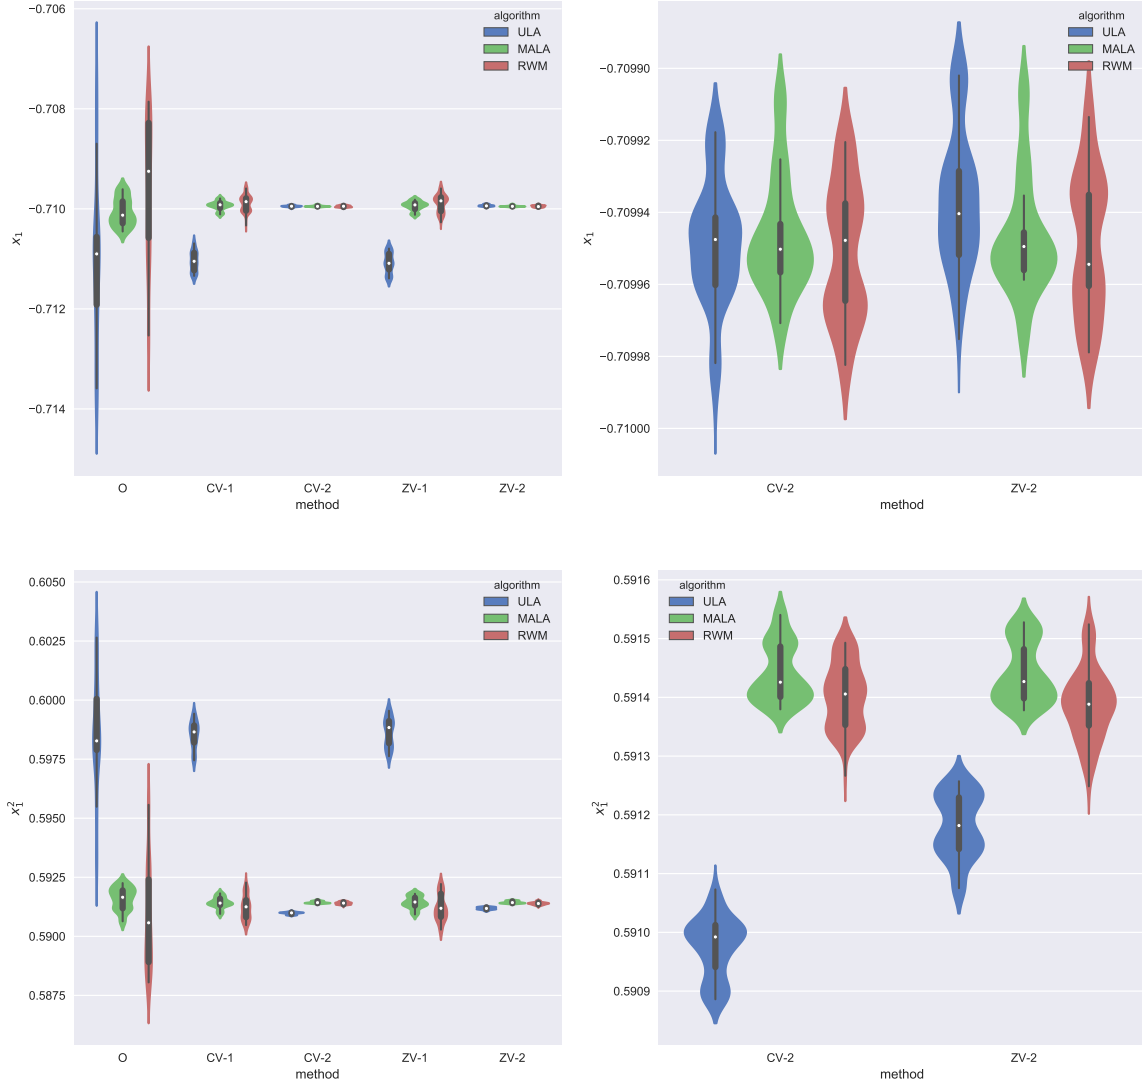 −0.706
−0.708
−0.710
−0.712
−0.714
x₁
algorithm
ULA
MALA
RWM
O
CV-1
CV-2
ZV-1
ZV-2
method
−0.70990
−0.70992
−0.70994
−0.70996
−0.70998
−0.71000
x₁
algorithm
ULA
MALA
RWM
CV-2
ZV-2
method
0.6050
0.6025
0.6000
0.5975
0.5950
0.5925
0.5900
0.5875
x₁²
algorithm
ULA
MALA
RWM
O
CV-1
CV-2
ZV-1
ZV-2
method
0.5916
0.5915
0.5914
0.5913
0.5912
0.5911
0.5910
0.5909
x₁²
algorithm
ULA
MALA
RWM
CV-2
ZV-2
method